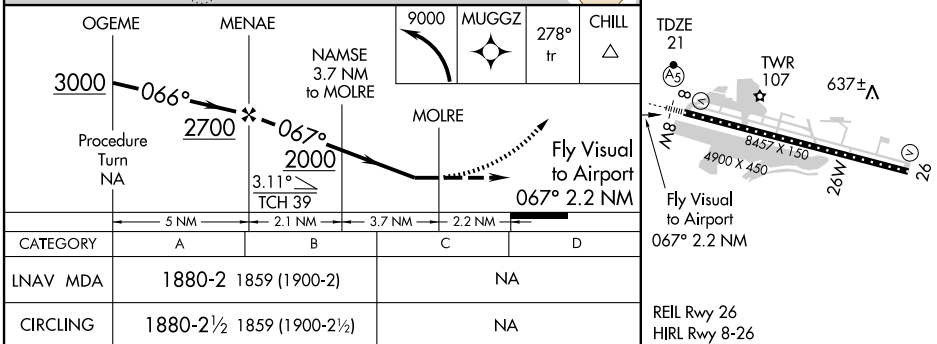 OGEME
MENAE
NAMSE
3.7 NM
to MOLRE
9000
MUGGZ
278°
tr
CHILL
3000
066°
2700
067°
2000
MOLRE
Procedure
Turn
NA
3.11°
TCH 39
Fly Visual
to Airport
067° 2.2 NM
5 NM
2.1 NM
3.7 NM
2.2 NM
CATEGORY A B C D
LNAV MDA 1880-2 1859 (1900-2) NA
CIRCLING 1880-2½ 1859 (1900-2½) NA
TDZE
21
A5
TWR
107
637±
8
V
8W
8457 X 150
4900 X 450
26W
V
26
Fly Visual
to Airport
067° 2.2 NM
REIL Rwy 26
HIRL Rwy 8-26